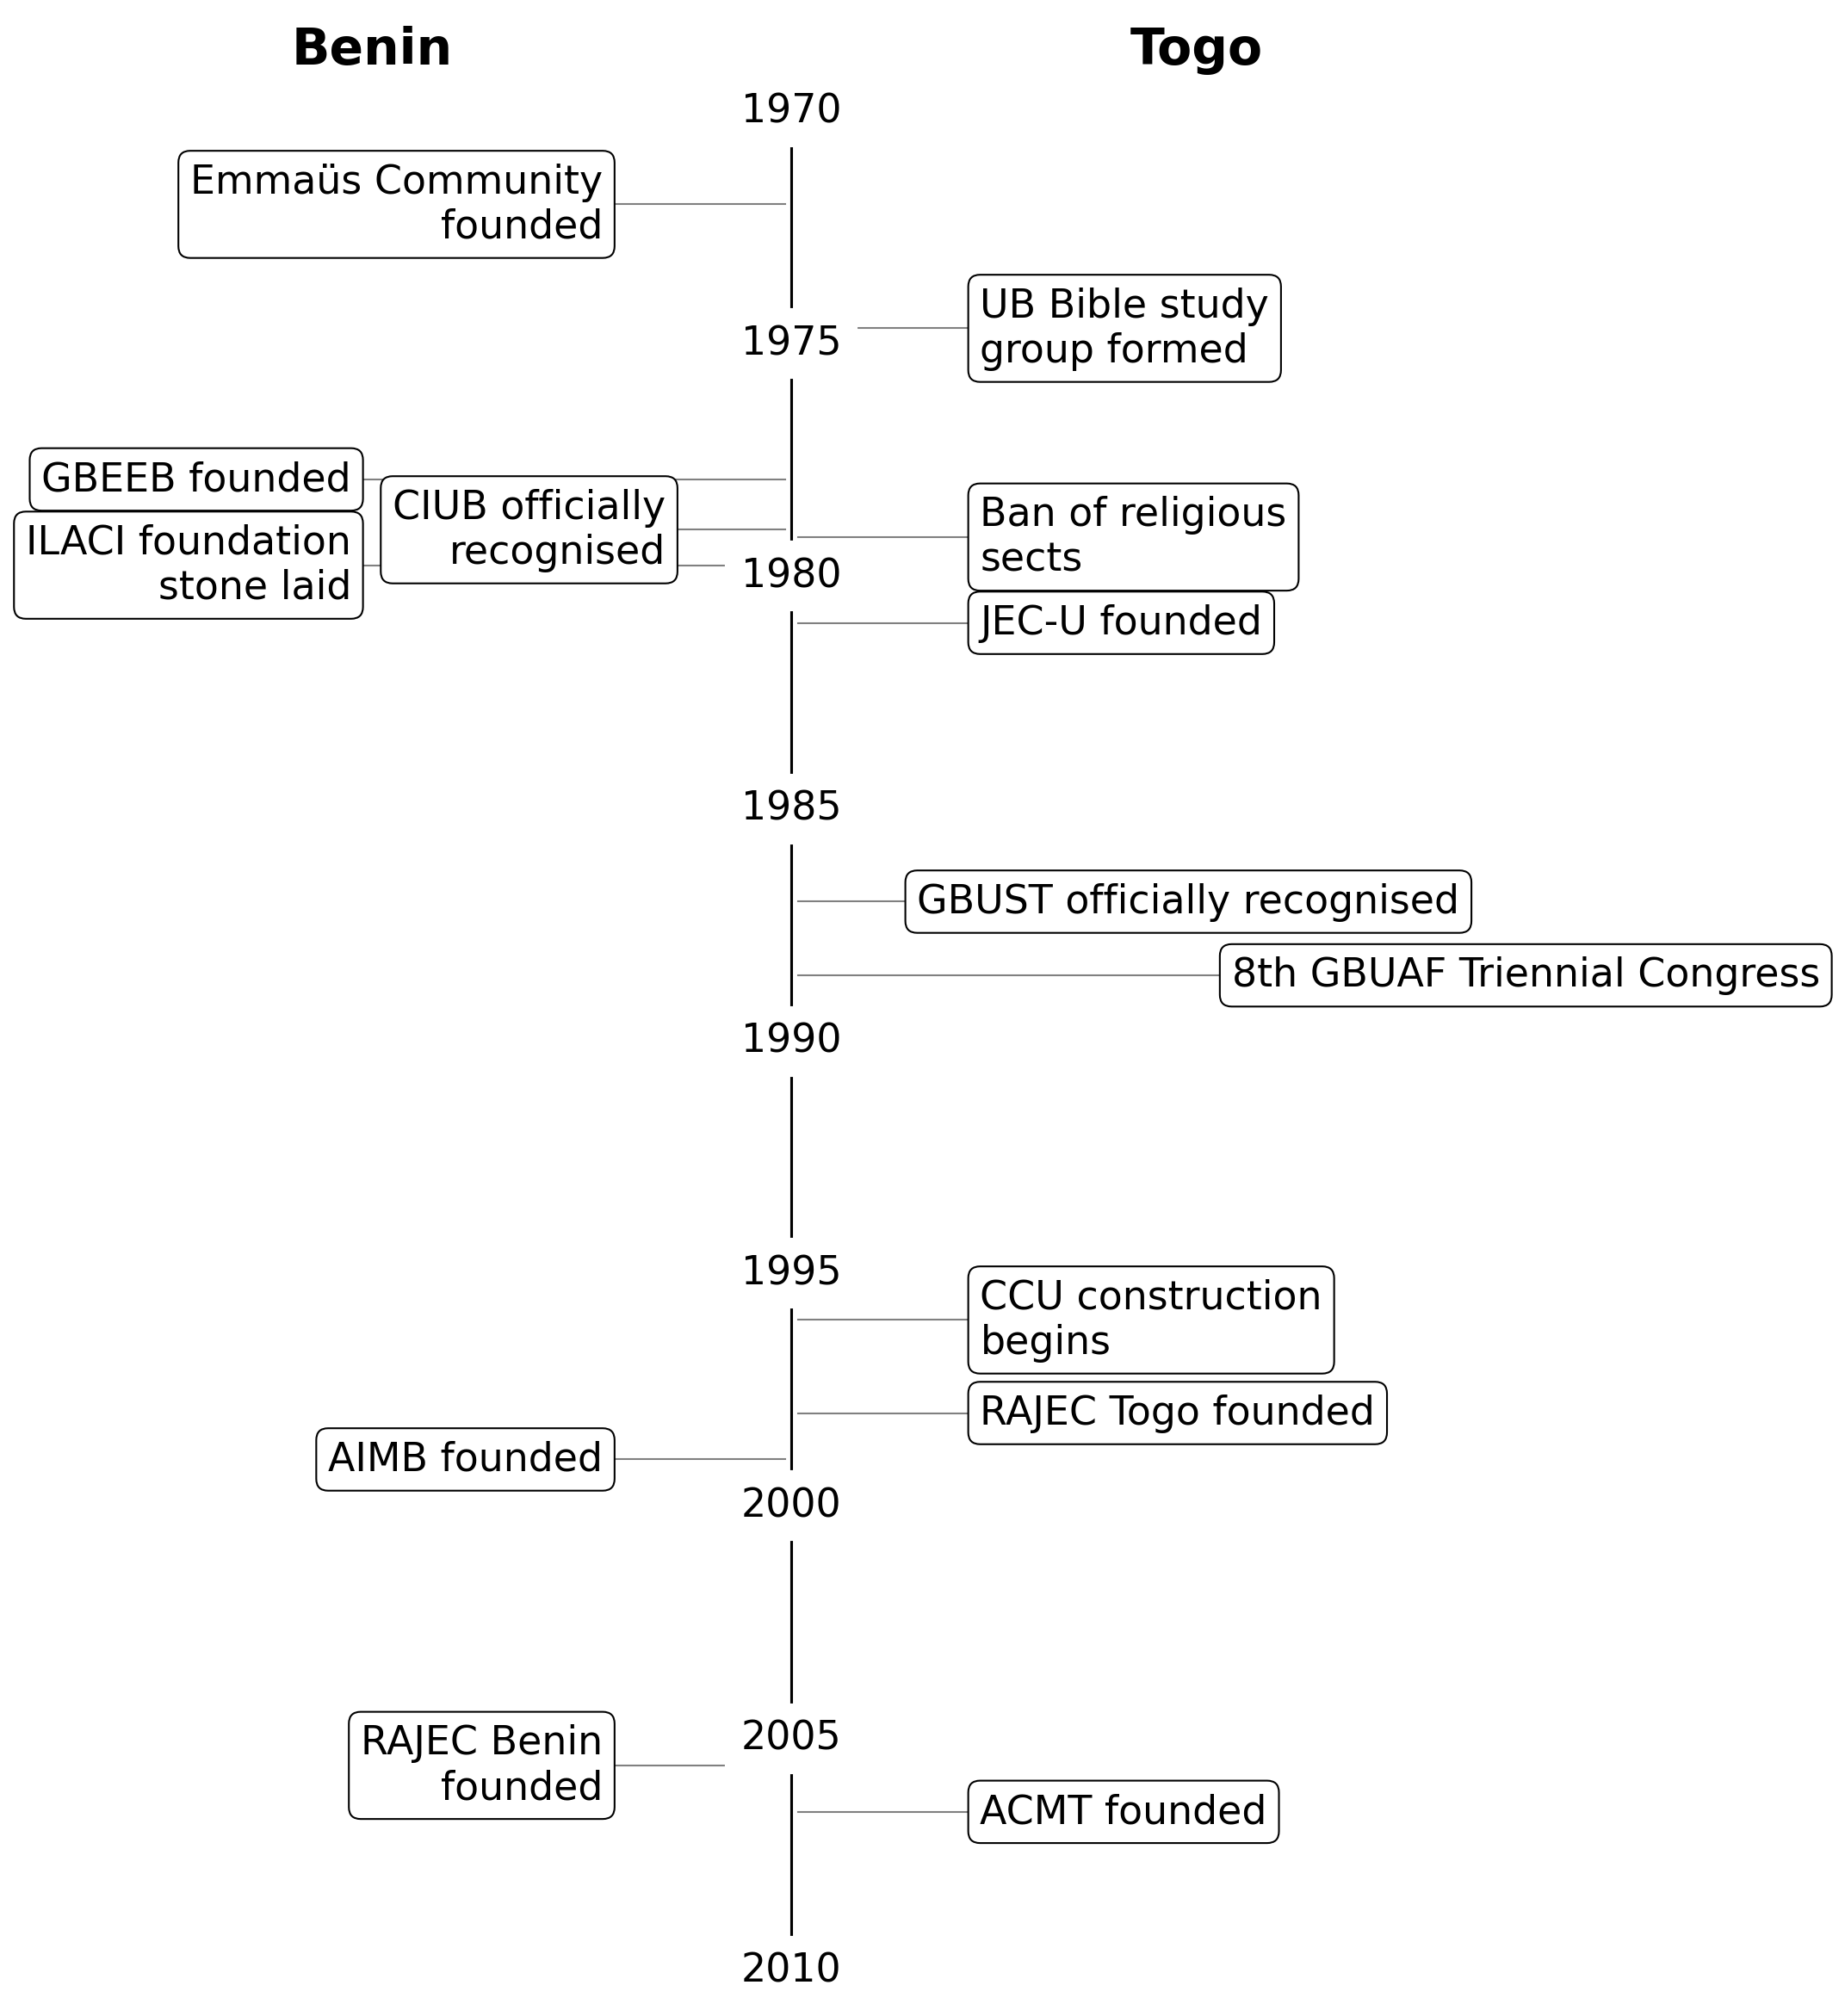 Benin
Togo
1970
Emmaüs Community
founded
UB Bible study
group formed
1975
GBEEB founded
CIUB officially
recognised
Ban of religious
sects
ILACI foundation
stone laid
1980
JEC-U founded
1985
GBUST officially recognised
8th GBUAF Triennial Congress
1990
1995
CCU construction
begins
RAJEC Togo founded
AIMB founded
2000
2005
RAJEC Benin
founded
ACMT founded
2010